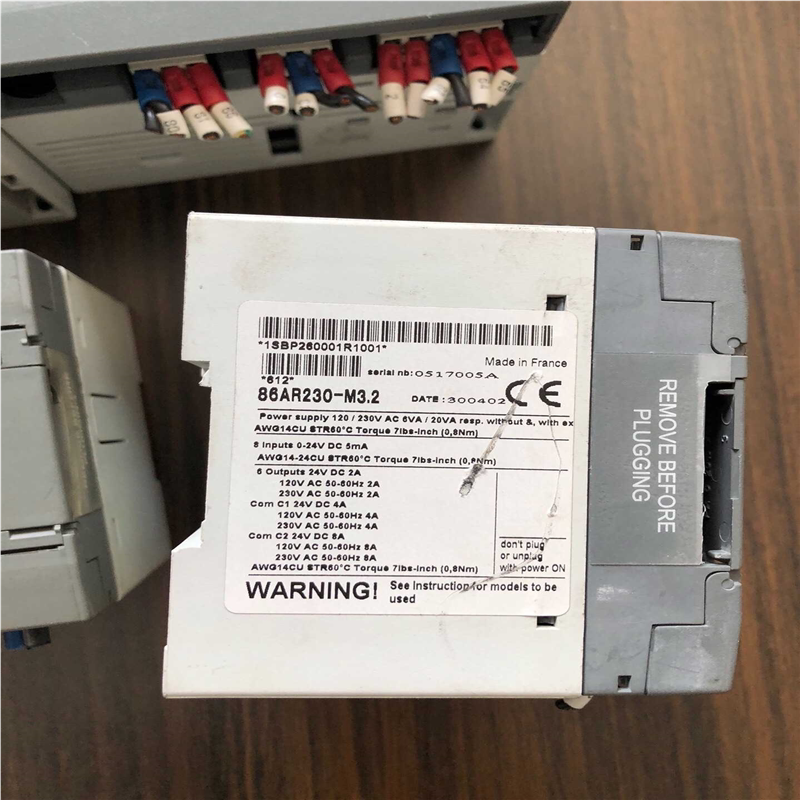 *1SBP260001R1001*
Made in France
*612*
serial nb:0517005A
86AR230-M3.2
DATE :300402
CE
Power supply 120 / 230V AC 6VA / 20VA resp. without &, with ex
AWG14CU STR60°C Torque 7lbs-inch (0,8Nm)
8 Inputs 0-24V DC 5mA
AWG14-24CU STR60°C Torque 7lbs-inch (0,8Nm)
6 Outputs 24V DC 2A
120V AC 50-60Hz 2A
230V AC 50-60Hz 2A
Com C1 24V DC 4A
120V AC 50-60Hz 4A
230V AC 50-60Hz 4A
Com C2 24V DC 8A
120V AC 50-60Hz 8A
230V AC 50-60Hz 8A
AWG14CU STR60°C Torque 7lbs-inch (0,8Nm)
don't plug
or unplug
with power ON
WARNING! See instruction for models to be
used
REMOVE BEFORE
PLUGGING